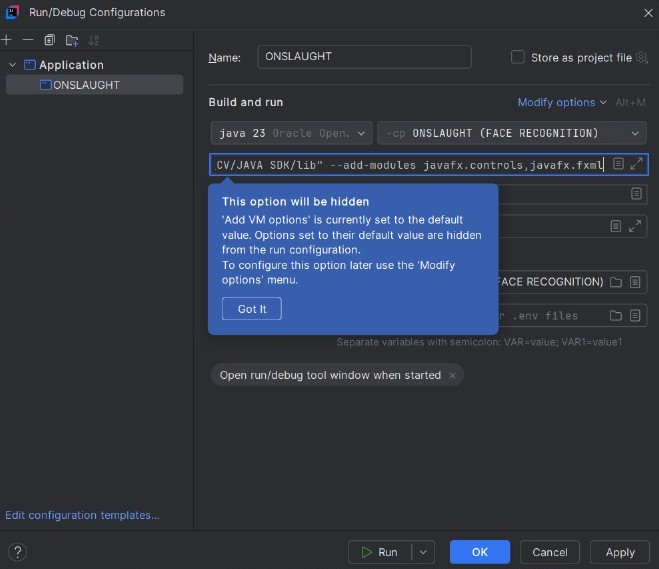 Run/Debug Configurations
Application
ONSLAUGHT
Name:
ONSLAUGHT
Store as project file
Build and run
Modify options
Alt+M
java 23 Oracle Open.
-cp ONSLAUGHT (FACE RECOGNITION)
CV/JAVA SDK/lib" --add-modules javafx.controls,javafx.fxml
This option will be hidden
'Add VM options' is currently set to the default
value. Options set to their default value are hidden
from the run configuration.
To configure this option later use the 'Modify
options' menu.
Got It
FACE RECOGNITION)
r .env files
Separate variables with semicolon: VAR=value; VAR1=value1
Open run/debug tool window when started
Edit configuration templates...
?
Run
OK
Cancel
Apply